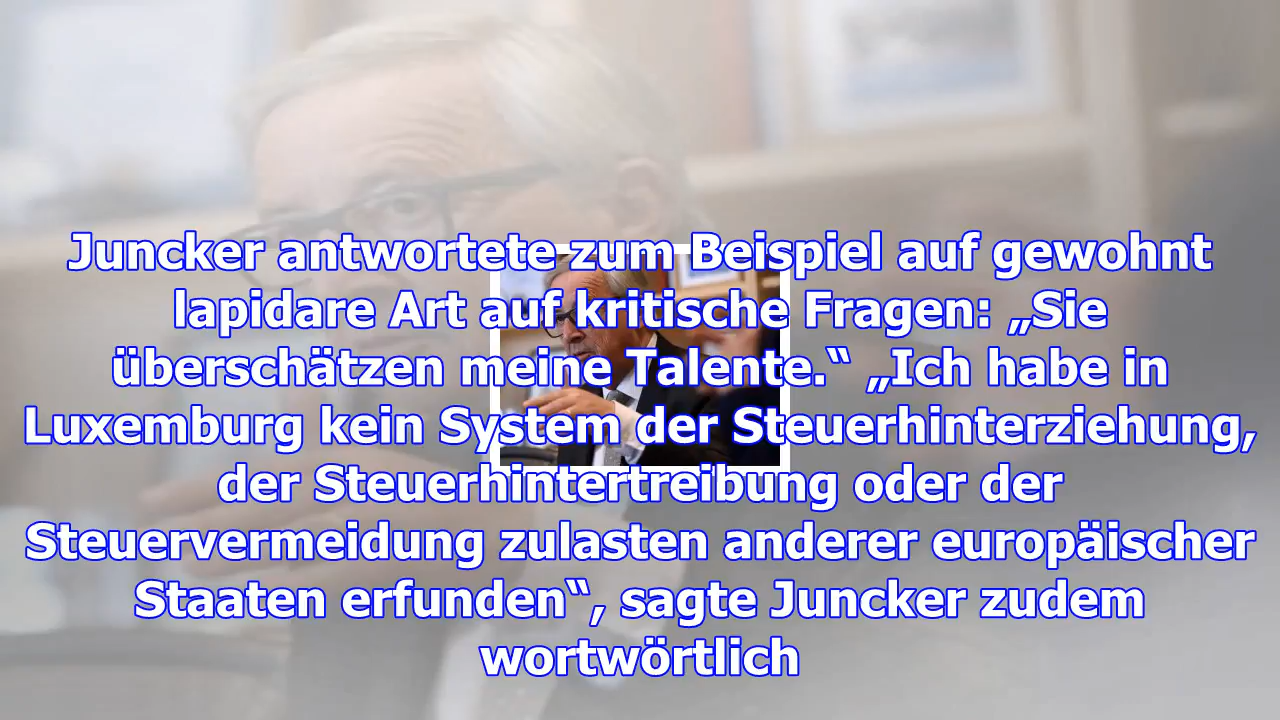 Juncker antwortete zum Beispiel auf gewohnt
lapidare Art auf kritische Fragen: „Sie
überschätzen meine Talente.“ „Ich habe in
Luxemburg kein System der Steuerhinterziehung,
der Steuerhintertreibung oder der
Steuervermeidung zulasten anderer europäischer
Staaten erfunden“, sagte Juncker zudem
wortwörtlich